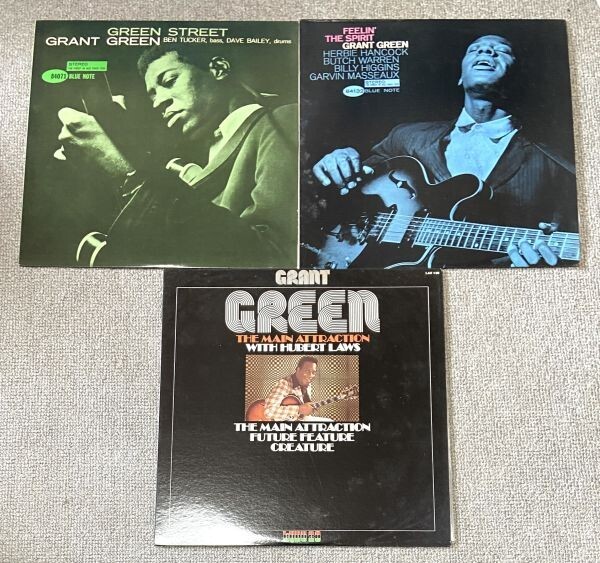 GREEN STREET
GRANT GREEN BEN TUCKER, bass, DAVE BAILEY, drums
STEREO
84071 BLUE NOTE
FEELIN'
THE SPIRIT
GRANT GREEN
HERBIE HANCOCK
BUTCH WARREN
BILLY HIGGINS
GARVIN MASSEAUX
STEREO
84132 BLUE NOTE
GRANT
GREEN
THE MAIN ATTRACTION
WITH HUBERT LAWS
THE MAIN ATTRACTION
FUTURE FEATURE
CREATURE